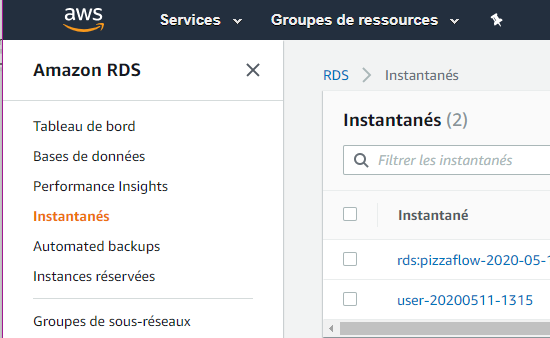 aws Services Groupes de ressources
Amazon RDS
Tableau de bord
Bases de données
Performance Insights
Instantanés
Automated backups
Instances réservées
Groupes de sous-réseaux
RDS Instantanés
Instantanés (2)
Filtrer les instantanés
Instantané
rds:pizzaflow-2020-05-
user-20200511-1315